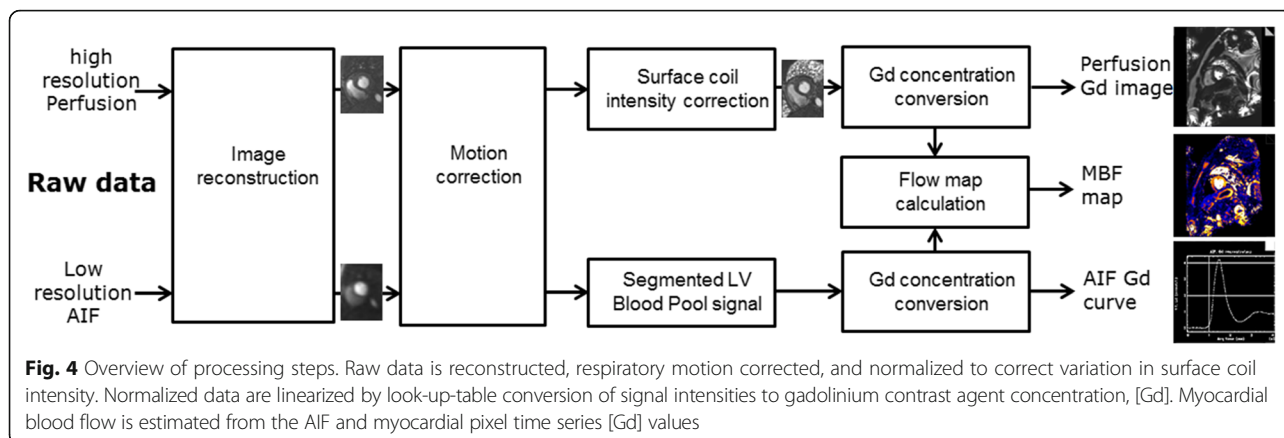 high
resolution
Perfusion
Raw data
Low
resolution
AIF
Image
reconstruction
Motion
correction
Surface coil
intensity correction
Segmented LV
Blood Pool signal
Gd concentration
conversion
Flow map
calculation
Gd concentration
conversion
Perfusion
Gd image
MBF
map
AIF Gd
curve
Fig. 4 Overview of processing steps. Raw data is reconstructed, respiratory motion corrected, and normalized to correct variation in surface coil
intensity. Normalized data are linearized by look-up-table conversion of signal intensities to gadolinium contrast agent concentration, [Gd]. Myocardial
blood flow is estimated from the AIF and myocardial pixel time series [Gd] values